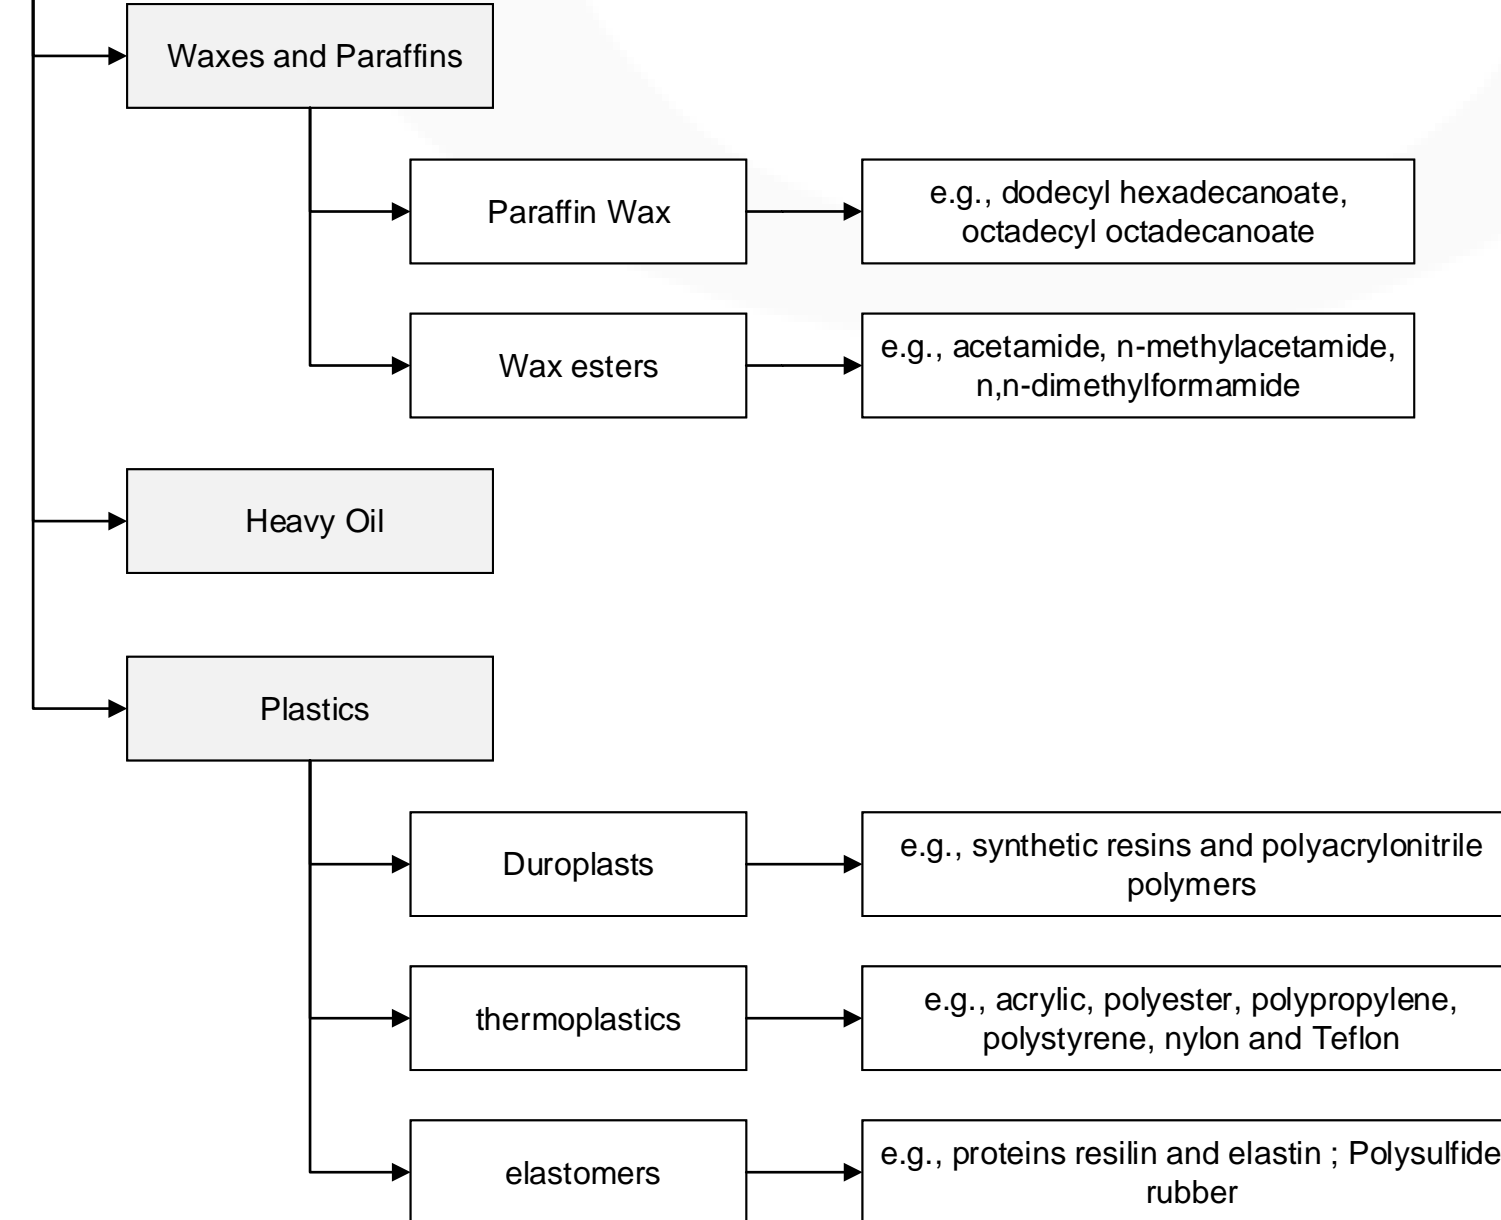 Waxes and Paraffins
Paraffin Wax
e.g., dodecyl hexadecanoate,
octadecyl octadecanoate
Wax esters
e.g., acetamide, n-methylacetamide,
n,n-dimethylformamide
Heavy Oil
Plastics
Duroplasts
e.g., synthetic resins and polyacrylonitrile
polymers
thermoplastics
e.g., acrylic, polyester, polypropylene,
polystyrene, nylon and Teflon
elastomers
e.g., proteins resilin and elastin ; Polysulfide
rubber